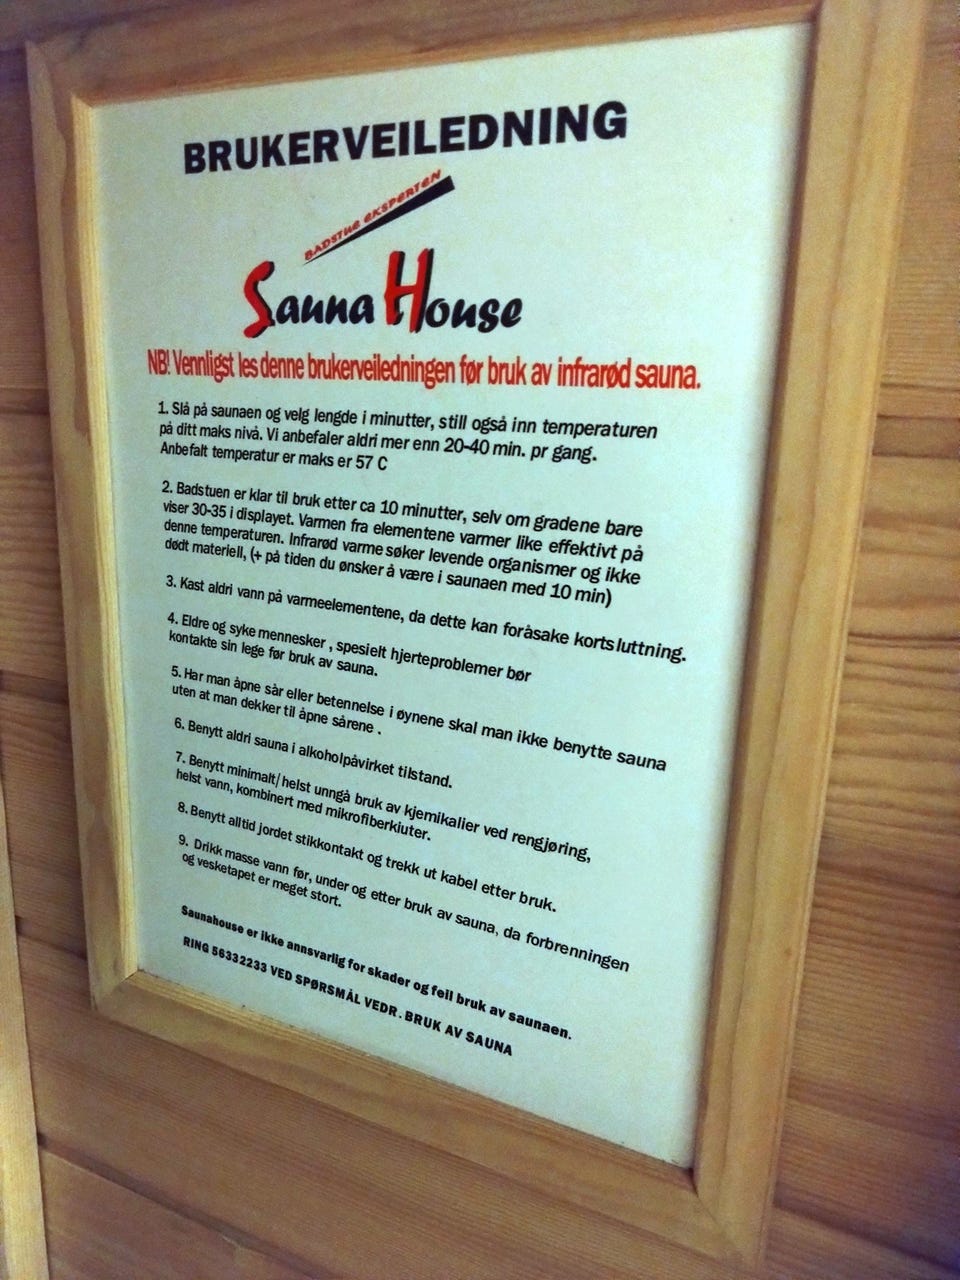 BRUKERVEILEDNING
BADSTUE EKSPERTEN
Sauna House
NB! Vennligst les denne brukerveiledningen før bruk av infrarød sauna.
1. Slå på saunaen og velg lengde i minutter, still også inn temperaturen
på ditt maks nivå. Vi anbefaler aldri mer enn 20-40 min. pr gang.
Anbefalt temperatur er maks er 57 C
2. Badstuen er klar til bruk etter ca 10 minutter, selv om gradene bare
viser 30-35 i displayet. Varmen fra elementene varmer like effektivt på
denne temperaturen. Infrarød varme søker levende organismer og ikke
dødt materiell, (+ på tiden du ønsker å være i saunaen med 10 min)
3. Kast aldri vann på varmeelementene, da dette kan foråsake kortsluttning.
4. Eldre og syke mennesker , spesielt hjerteproblemer bør
kontakte sin lege før bruk av sauna.
5. Har man åpne sår eller betennelse i øynene skal man ikke benytte sauna
uten at man dekker til åpne sårene .
6. Benytt aldri sauna i alkoholpåvirket tilstand.
7. Benytt minimalt/ helst unngå bruk av kjemikalier ved rengjøring,
helst vann, kombinert med mikrofiberkluter.
8. Benytt alltid jordet stikkontakt og trekk ut kabel etter bruk.
9. Drikk masse vann før, under og etter bruk av sauna, da forbrenningen
og vesketapet er meget stort.
Saunahouse er ikke annsvarlig for skader og feil bruk av saunaen.
RING 56332233 VED SPØRSMÅL VEDR. BRUK AV SAUNA